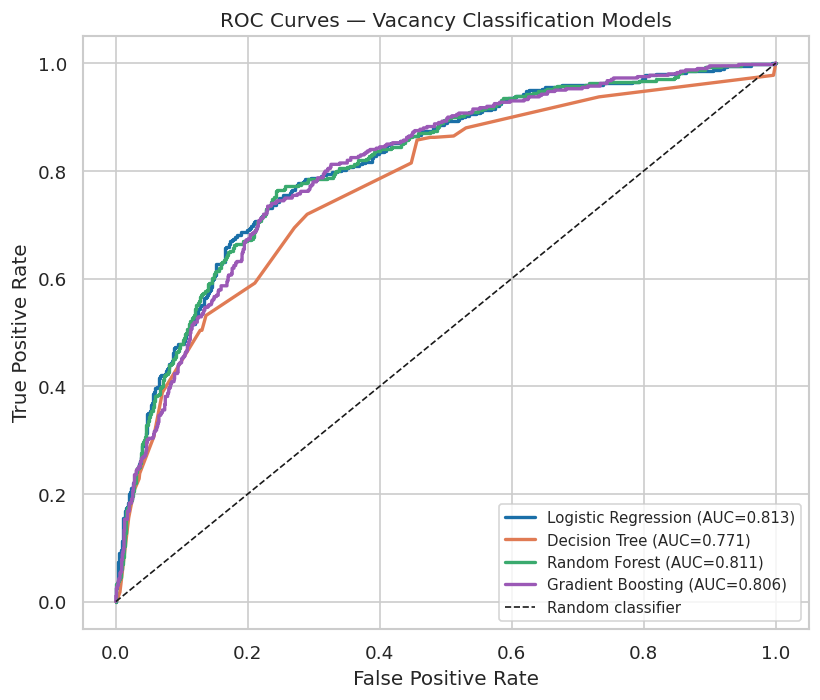 ROC Curves — Vacancy Classification Models
True Positive Rate
1.0
0.8
0.6
0.4
0.2
0.0
0.0 0.2 0.4 0.6 0.8 1.0
False Positive Rate
Logistic Regression (AUC=0.813)
Decision Tree (AUC=0.771)
Random Forest (AUC=0.811)
Gradient Boosting (AUC=0.806)
Random classifier